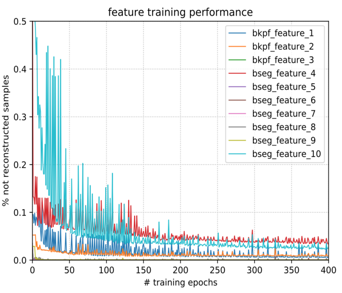 feature training performance
0.5
0.4
0.3
0.2
0.1
0.0
% not reconstructed samples
bkpf_feature_1
bkpf_feature_2
bkpf_feature_3
bseg_feature_4
bseg_feature_5
bseg_feature_6
bseg_feature_7
bseg_feature_8
bseg_feature_9
bseg_feature_10
0 50 100 150 200 250 300 350 400
# training epochs